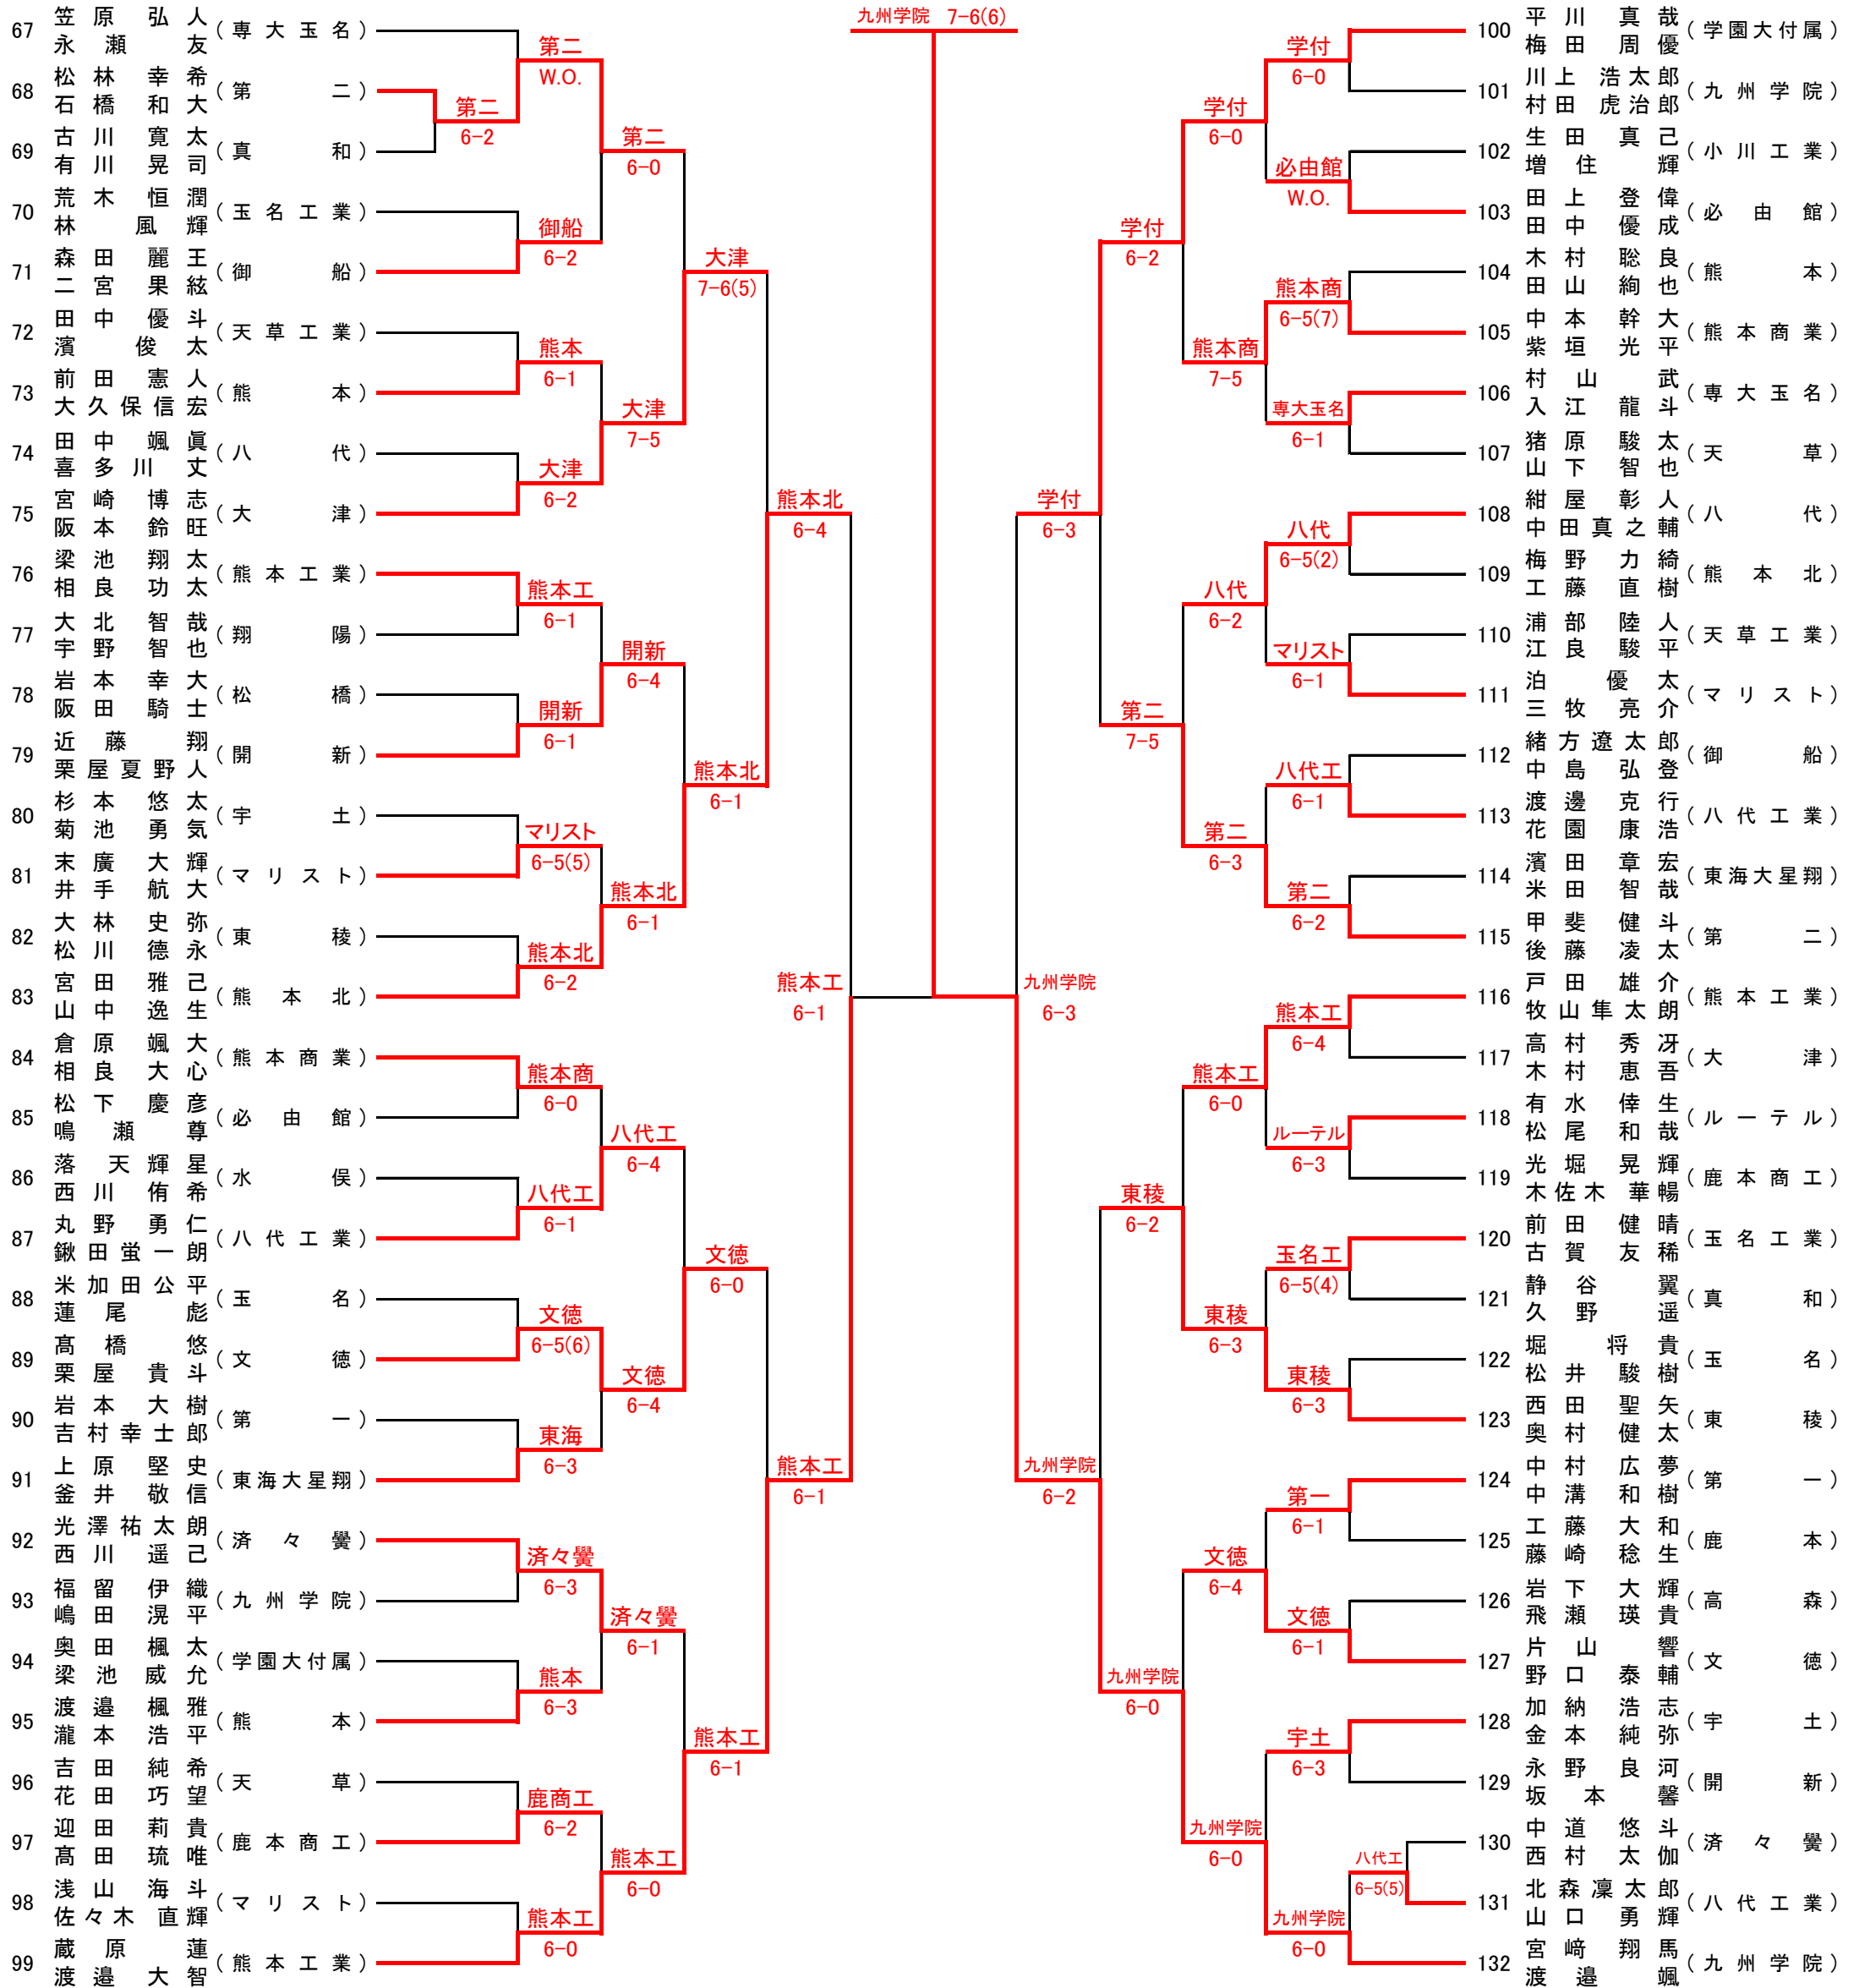 九州学院 7-6(6)
67 笠原弘人 永瀬友 (専大玉名)
68 松林幸希 石橋和大 (第二)
69 古川寛太 有川晃司 (真和)
70 荒木恒潤 林風輝 (玉名工業)
71 森田麗王 二宮果絃 (御船)
72 田中優斗 濱俊太 (天草工業)
73 前田憲人 大久保信宏 (熊本)
74 田中颯眞 喜多川丈 (八代)
75 宮崎博志 阪本鈴旺 (大津)
76 梁池翔太 相良功太 (熊本工業)
77 大北智哉 宇野智也 (翔陽)
78 岩本幸大 阪田騎士 (松橋)
79 近藤翔 栗屋夏野人 (開新)
80 杉本悠太 菊池勇気 (宇土)
81 末廣大輝 井手航大 (マリスト)
82 大林史弥 松川德永 (東稜)
83 宮田雅己 山中逸生 (熊本北)
84 倉原颯大 相良大心 (熊本商業)
85 松下慶彦 鳴瀬尊 (必由館)
86 落天輝星 西川侑希 (水俣)
87 丸野勇仁 鍬田蛍一朗 (八代工業)
88 米加田公平 蓮尾彪 (玉名)
89 髙橋悠 栗屋貴斗 (文徳)
90 岩本大樹 吉村幸士郎 (第一)
91 上原堅史 釜井敬信 (東海大星翔)
92 光澤祐太朗 西川遥己 (済々黌)
93 福留伊織 嶋田滉平 (九州学院)
94 奥田楓太 梁池威允 (学園大付属)
95 渡邉楓雅 瀧本浩平 (熊本)
96 吉田純希 花田巧望 (天草)
97 迎田莉貴 髙田琉唯 (鹿本商工)
98 浅山海斗 佐々木直輝 (マリスト)
99 蔵原蓮 渡邉大智 (熊本工業)
第二 6-2
第二 W.O.
御船 6-2
熊本 6-1
大津 6-2
熊本工 6-1
開新 6-1
マリスト 6-5(5)
熊本北 6-2
熊本商 6-0
八代工 6-1
文徳 6-5(6)
東海 6-3
済々黌 6-3
熊本 6-3
鹿商工 6-2
熊本工 6-0
第二 6-0
大津 7-5
開新 6-4
熊本北 6-1
八代工 6-4
文徳 6-4
済々黌 6-1
熊本工 6-0
大津 7-6(5)
熊本北 6-1
文徳 6-0
熊本工 6-1
熊本北 6-4
熊本工 6-1
熊本工 6-1
九州学院 6-3
学付 6-3
九州学院 6-2
学付 6-2
第二 7-5
東稜 6-2
九州学院 6-0
学付 6-0
熊本商 7-5
八代 6-2
第二 6-3
熊本工 6-0
東稜 6-3
文徳 6-4
九州学院 6-0
学付 6-0
必由館 W.O.
熊本商 6-5(7)
専大玉名 6-1
八代 6-5(2)
マリスト 6-1
八代工 6-1
第二 6-2
熊本工 6-4
ルーテル 6-3
玉名工 6-5(4)
東稜 6-3
第一 6-1
文徳 6-1
宇土 6-3
九州学院 6-0
八代工 6-5(5)
100 平川真哉 梅田周優 (学園大付属)
101 川上浩太郎 村田虎治郎 (九州学院)
102 生田真己 増住輝 (小川工業)
103 田上登偉 田中優成 (必由館)
104 木村聡良 田山絢也 (熊本)
105 中本幹大 紫垣光平 (熊本商業)
106 村山武 入江龍斗 (専大玉名)
107 猪原駿太 山下智也 (天草)
108 紺屋彰人 中田真之輔 (八代)
109 梅野力綺 工藤直樹 (熊本北)
110 浦部陸人 江良駿平 (天草工業)
111 泊優太 三牧亮介 (マリスト)
112 緒方遼太郎 中島弘登 (御船)
113 渡邊克行 花園康浩 (八代工業)
114 濱田章宏 米田智哉 (東海大星翔)
115 甲斐健斗 後藤凌太 (第二)
116 戸田雄介 牧山隼太朗 (熊本工業)
117 高村秀冴 木村恵吾 (大津)
118 有水倖生 松尾和哉 (ルーテル)
119 光堀晃輝 木佐木華暢 (鹿本商工)
120 前田健晴 古賀友稀 (玉名工業)
121 静谷翼 久野遥 (真和)
122 堀将貴 松井駿樹 (玉名)
123 西田聖矢 奥村健太 (東稜)
124 中村広夢 中溝和樹 (第一)
125 工藤大和 藤崎稔生 (鹿本)
126 岩下大輝 飛瀬瑛貴 (高森)
127 片山響 野口泰輔 (文徳)
128 加納浩志 金本純弥 (宇土)
129 永野良河 坂本馨 (開新)
130 中道悠斗 西村太伽 (済々黌)
131 北森凜太郎 山口勇輝 (八代工業)
132 宮﨑翔馬 渡邉颯 (九州学院)